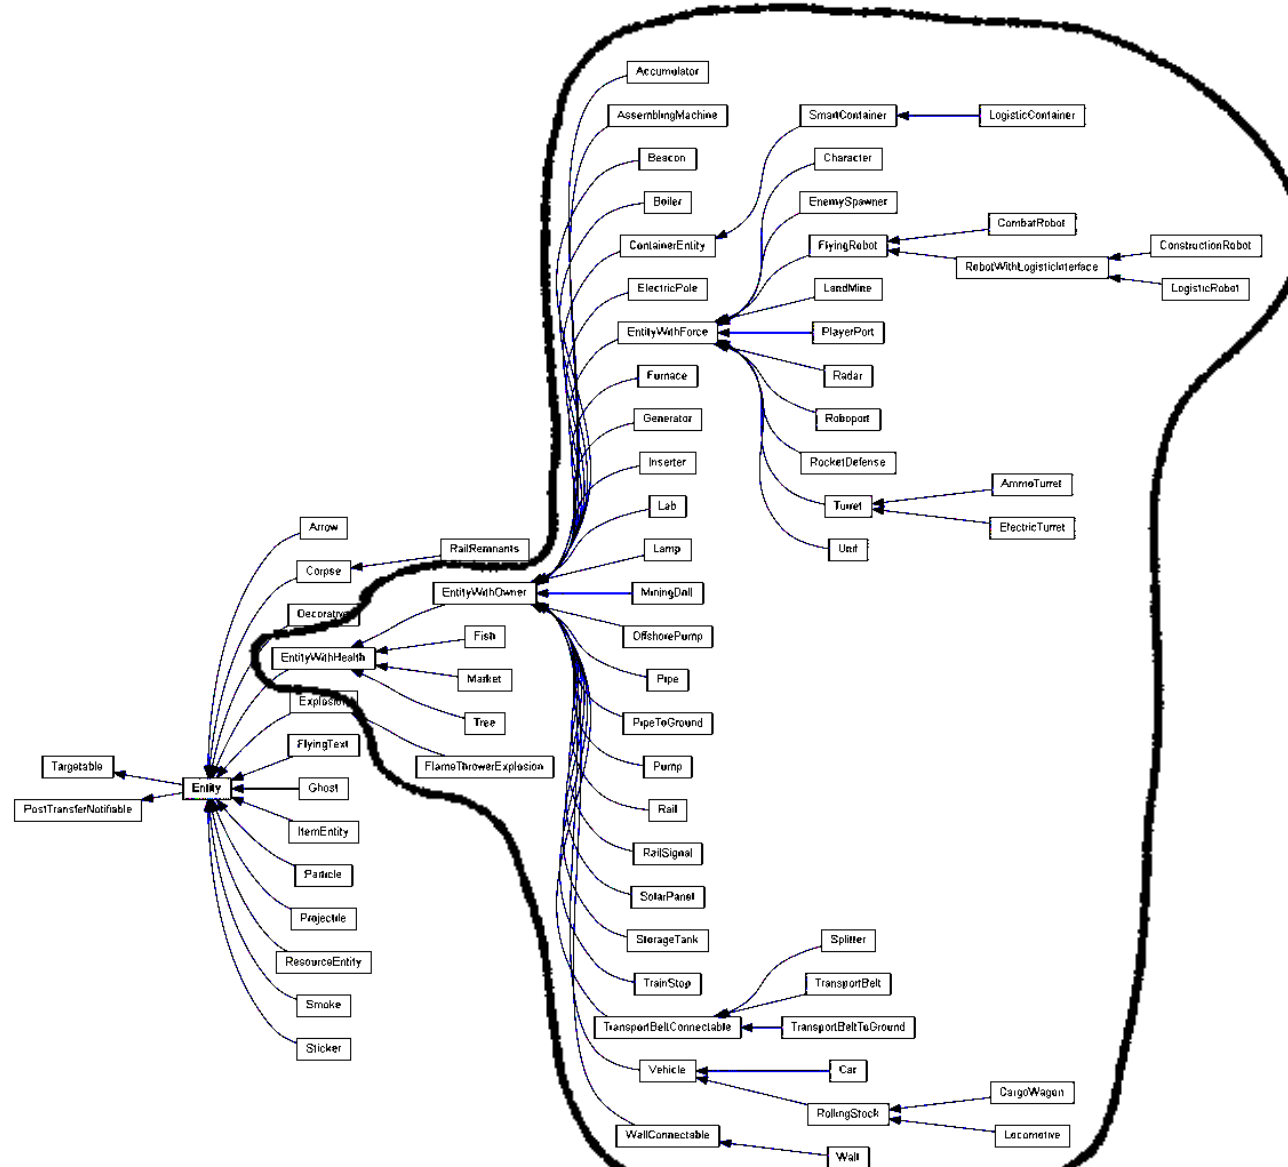 Accumulator
AssemblingMachine
SmartContainer
LogisticContainer
Beacon
Character
Boiler
EnemySpawner
CombatRobot
ContainerEntity
FlyingRobot
ConstructionRobot
RobotWithLogisticInterface
ElectricPole
LandMine
LogisticRobot
EntityWithForce
PlayerPort
Furnace
Radar
Generator
Roboport
Inserter
RocketDefense
AmmoTurret
Lab
Turret
Arrow
ElectricTurret
RailRemnants
Lamp
Unit
Corpse
EntityWithOwner
MiningDrill
Decorative
Fish
OffshorePump
EntityWithHealth
Market
Pipe
Explosion
Tree
PipeToGround
FlyingText
Targetable
FlameThrowerExplosion
Pump
Entity
Ghost
PostTransferNotifiable
Rail
ItemEntity
RailSignal
Particle
SolarPanel
Projectile
StorageTank
Splitter
ResourceEntity
TrainStop
TransportBelt
Smoke
TransportBeltConnectable
TransportBeltToGround
Sticker
Vehicle
Car
CargoWagon
RollingStock
WallConnectable
Locomotive
Wall